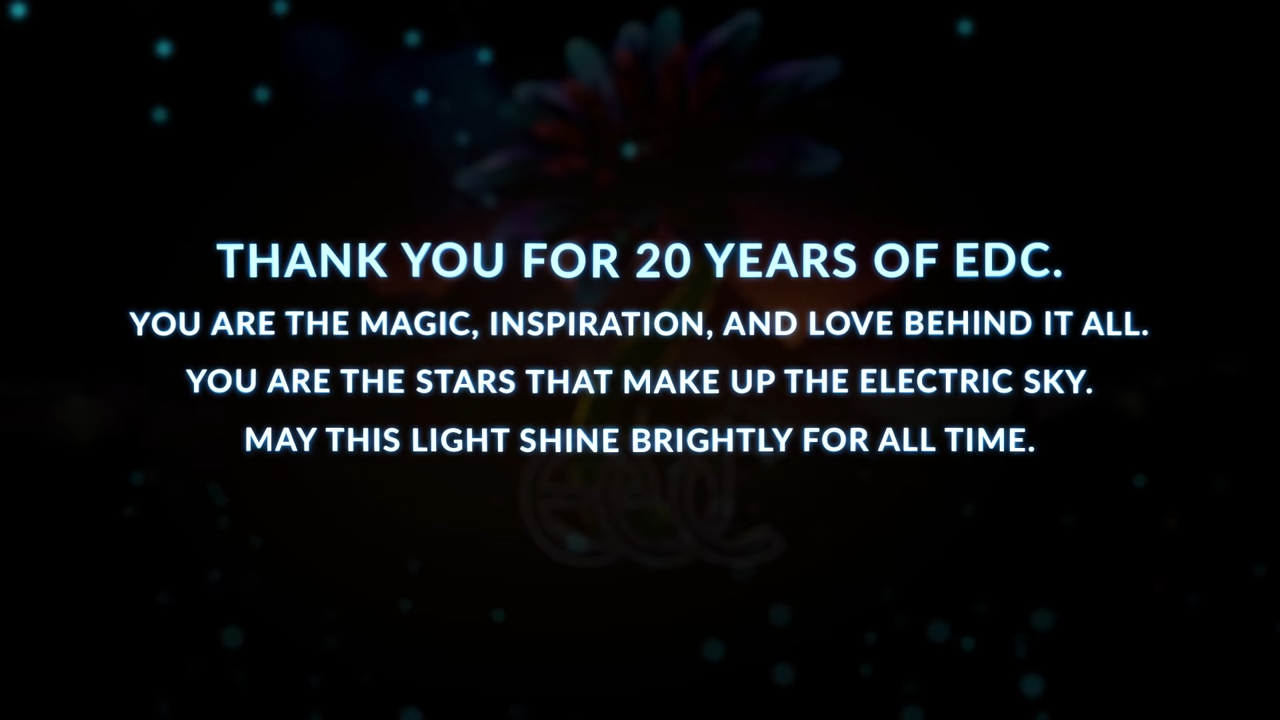 THANK YOU FOR 20 YEARS OF EDC.
YOU ARE THE MAGIC, INSPIRATION, AND LOVE BEHIND IT ALL.
YOU ARE THE STARS THAT MAKE UP THE ELECTRIC SKY.
MAY THIS LIGHT SHINE BRIGHTLY FOR ALL TIME.
edc